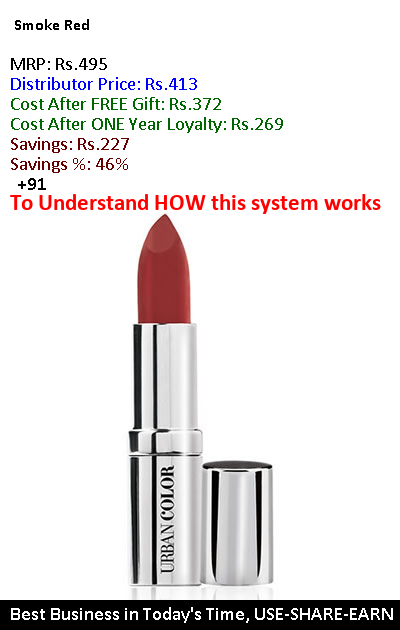 Smoke Red
MRP: Rs.495
Distributor Price: Rs.413
Cost After FREE Gift: Rs.372
Cost After ONE Year Loyalty: Rs.269
Savings: Rs.227
Savings %: 46%
+91
To Understand HOW this system works
URBAN COLOR
Best Business in Today's Time, USE-SHARE-EARN